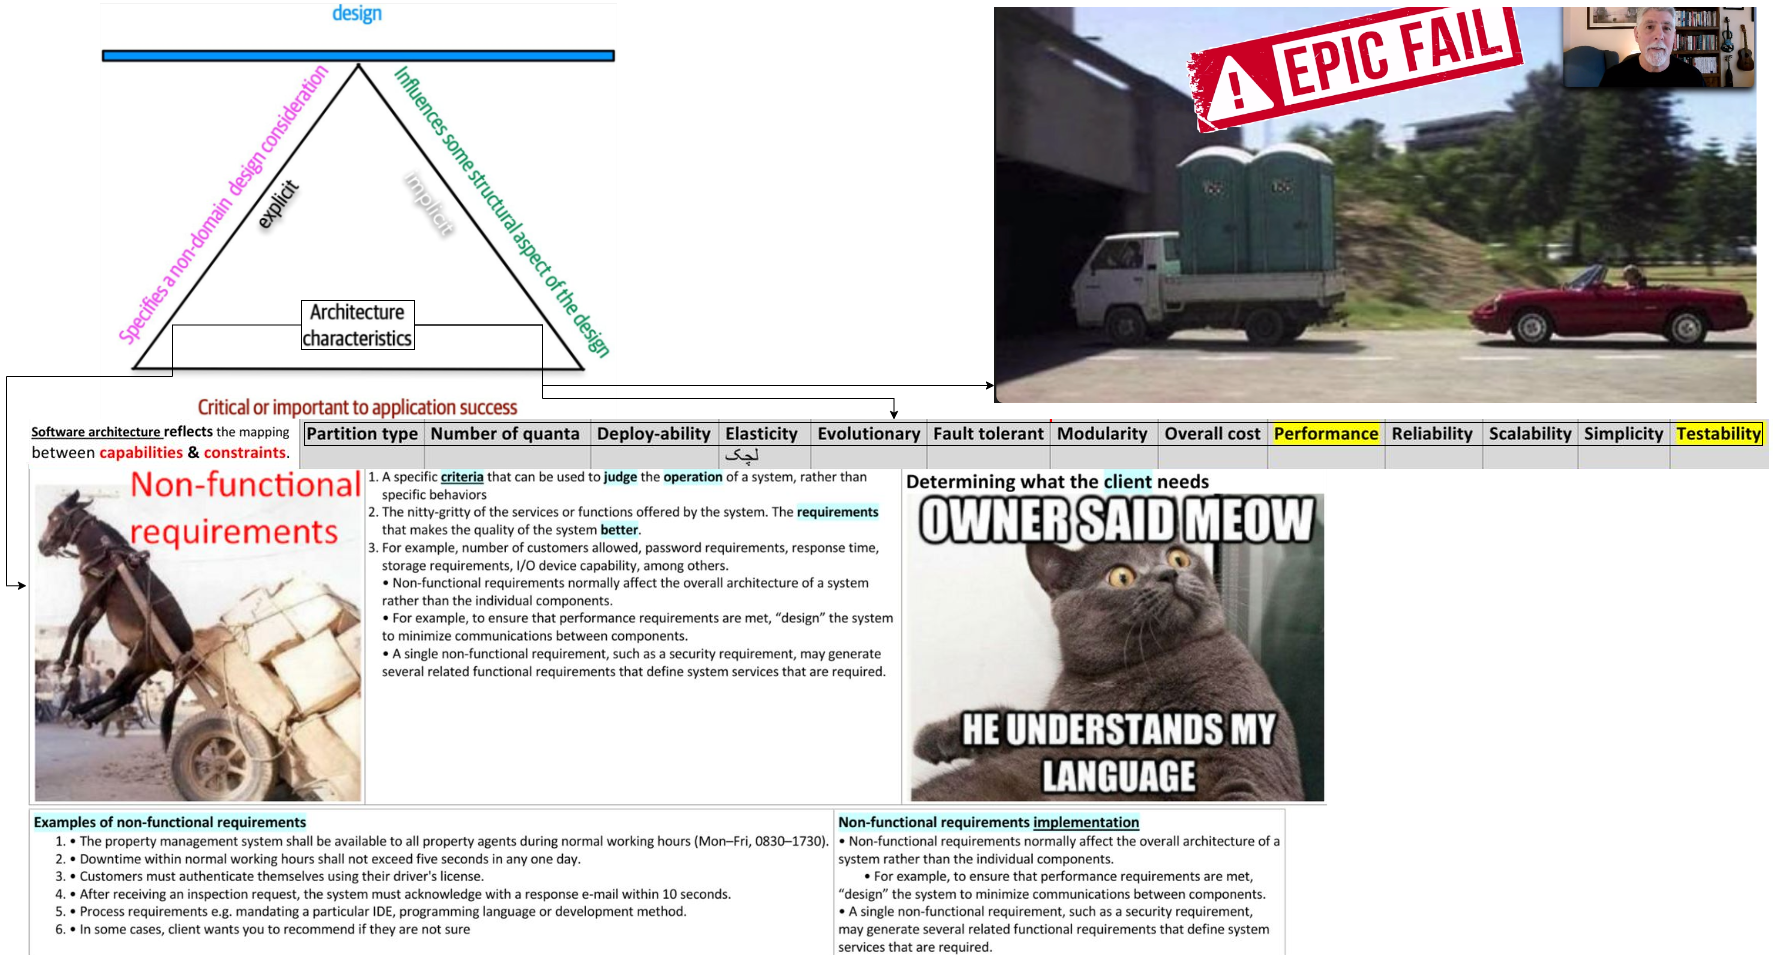 design
Specifies a non-domain design consideration
explicit
Implicit
Influences some structural aspect of the design
Architecture
characteristics
Critical or important to application success
EPIC FAIL
Software architecture reflects the mapping
between capabilities & constraints.
Partition type Number of quanta Deploy-ability Elasticity Evolutionary Fault tolerant Modularity Overall cost Performance Reliability Scalability Simplicity Testability
لچک
Non-functional
requirements
1. A specific criteria that can be used to judge the operation of a system, rather than
specific behaviors
2. The nitty-gritty of the services or functions offered by the system. The requirements
that makes the quality of the system better.
3. For example, number of customers allowed, password requirements, response time,
storage requirements, I/O device capability, among others.
• Non-functional requirements normally affect the overall architecture of a system
rather than the individual components.
• For example, to ensure that performance requirements are met, “design” the system
to minimize communications between components.
• A single non-functional requirement, such as a security requirement, may generate
several related functional requirements that define system services that are required.
Determining what the client needs
OWNER SAID MEOW
HE UNDERSTANDS MY
LANGUAGE
Examples of non-functional requirements
1. • The property management system shall be available to all property agents during normal working hours (Mon–Fri, 0830–1730).
2. • Downtime within normal working hours shall not exceed five seconds in any one day.
3. • Customers must authenticate themselves using their driver's license.
4. • After receiving an inspection request, the system must acknowledge with a response e-mail within 10 seconds.
5. • Process requirements e.g. mandating a particular IDE, programming language or development method.
6. • In some cases, client wants you to recommend if they are not sure
Non-functional requirements implementation
• Non-functional requirements normally affect the overall architecture of a
system rather than the individual components.
• For example, to ensure that performance requirements are met,
“design” the system to minimize communications between components.
• A single non-functional requirement, such as a security requirement,
may generate several related functional requirements that define system
services that are required.